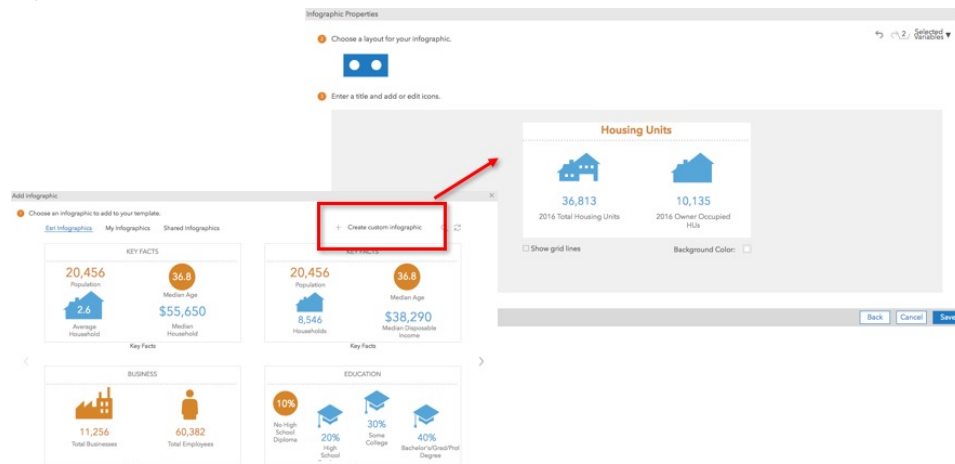 Infographic Properties
Choose a layout for your infographic.
2
Selected
Variables ▼
Enter a title and add or edit icons.
Housing Units
36,813
10,135
2016 Total Housing Units
2016 Owner Occupied
HUs
Show grid lines
Background Color:
Back
Cancel
Save
Add infographic
×
Choose an infographic to add to your template.
Esri Infographics
My Infographics
Shared Infographics
+ Create custom infographic
KEY FACTS
20,456
Population
36.8
Median Age
2.6
Average
Household
$55,650
Median
Household
Key Facts
KEY FACTS
20,456
Population
36.8
Median Age
8,546
Households
$38,290
Median Disposable
Income
Key Facts
BUSINESS
11,256
Total Businesses
60,382
Total Employees
EDUCATION
10%
No High
School
Diploma
20%
High
School
30%
Some
College
40%
Bachelor's/Grad/Prof
Degree